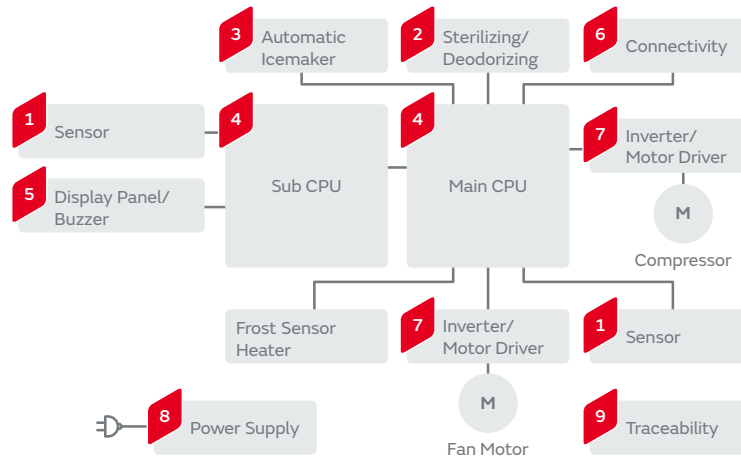 3
Automatic
Icemaker
2
Sterilizing/
Deodorizing
6
Connectivity
1
Sensor
4
Sub CPU
4
Main CPU
7
Inverter/
Motor Driver
M
Compressor
5
Display Panel/
Buzzer
Frost Sensor
Heater
7
Inverter/
Motor Driver
M
Fan Motor
1
Sensor
8
Power Supply
9
Traceability